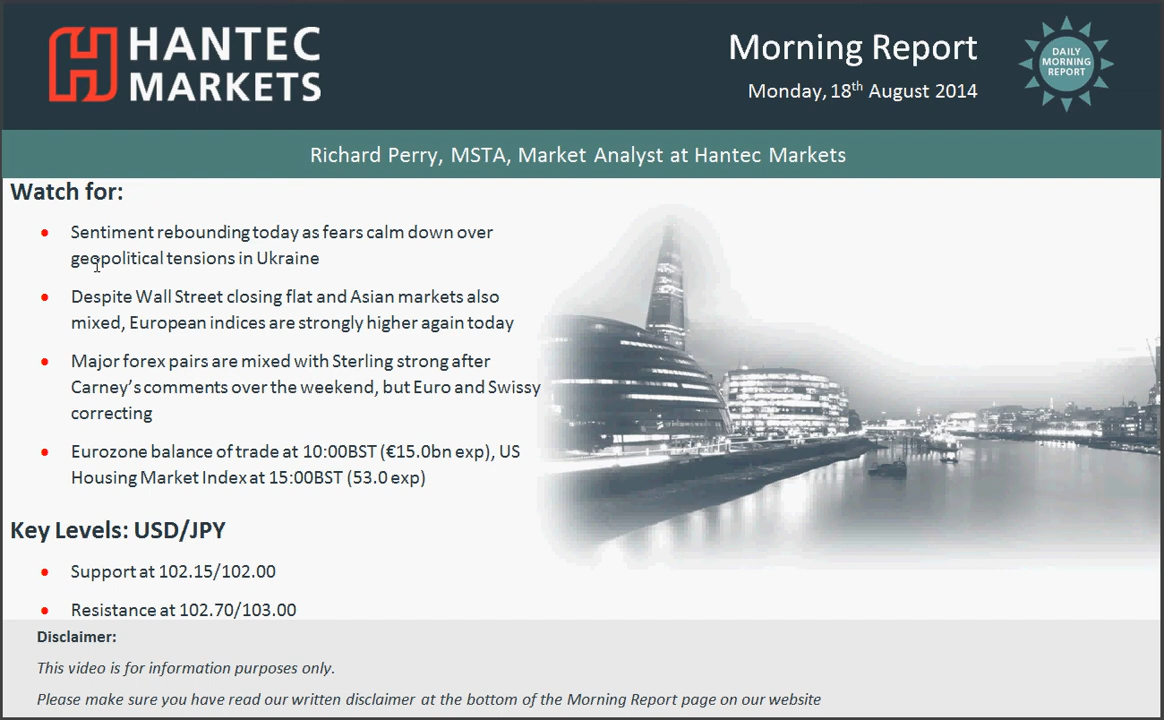 HANTEC
MARKETS
Morning Report
Monday, 18th August 2014
DAILY
MORNING
REPORT
Richard Perry, MSTA, Market Analyst at Hantec Markets
Watch for:
Sentiment rebounding today as fears calm down over
geopolitical tensions in Ukraine
Despite Wall Street closing flat and Asian markets also
mixed, European indices are strongly higher again today
Major forex pairs are mixed with Sterling strong after
Carney's comments over the weekend, but Euro and Swissy
correcting
Eurozone balance of trade at 10:00BST (€15.0bn exp), US
Housing Market Index at 15:00BST (53.0 exp)
Key Levels: USD/JPY
Support at 102.15/102.00
Resistance at 102.70/103.00
Disclaimer:
This video is for information purposes only.
Please make sure you have read our written disclaimer at the bottom of the Morning Report page on our website